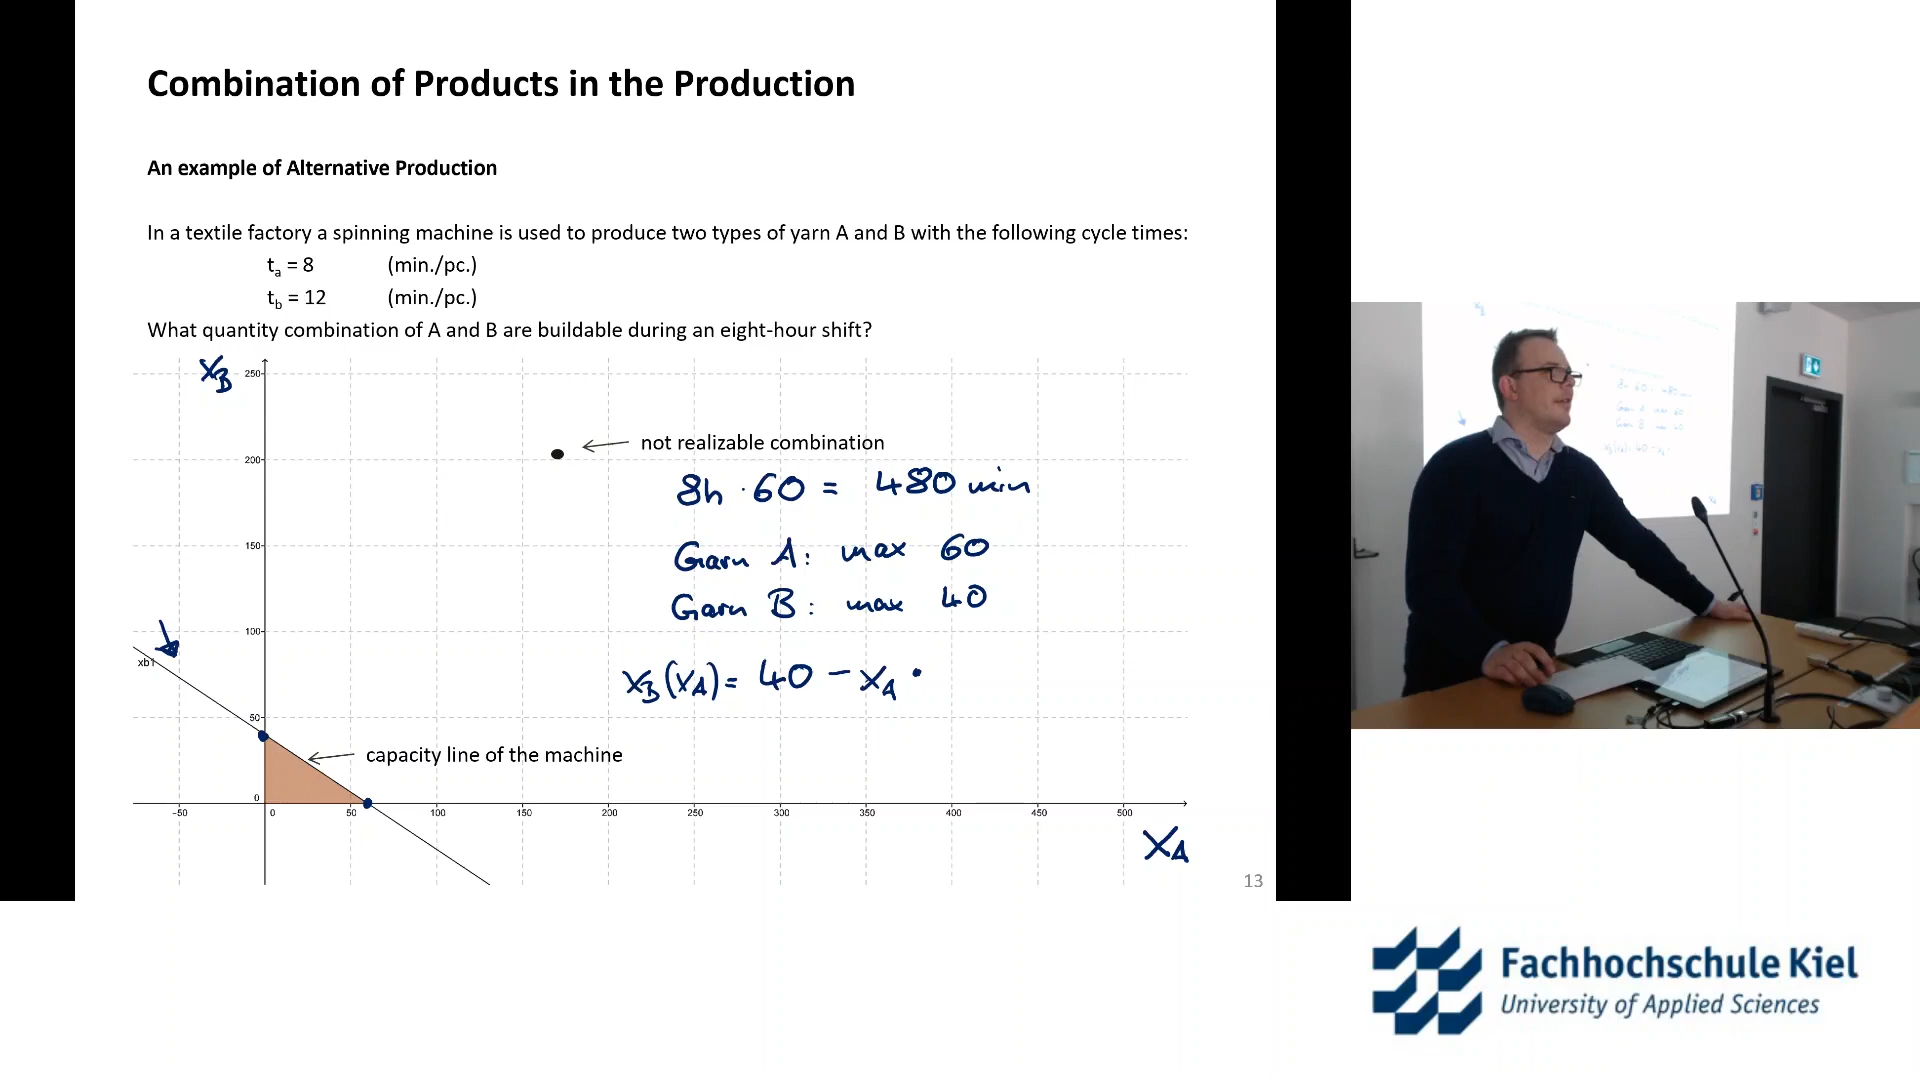 Combination of Products in the Production
An example of Alternative Production
In a textile factory a spinning machine is used to produce two types of yarn A and B with the following cycle times:
ta = 8 (min./pc.)
tb = 12 (min./pc.)
What quantity combination of A and B are buildable during an eight-hour shift?
XB
250
not realizable combination
200
8h · 60 = 480 min
150
Garn A: max 60
Garn B: max 40
100
xb1
XB(XA) = 40 - XA ·
50
capacity line of the machine
0
-50 0 50 100 150 200 250 300 350 400 450 500
XA
13
Fachhochschule Kiel
University of Applied Sciences